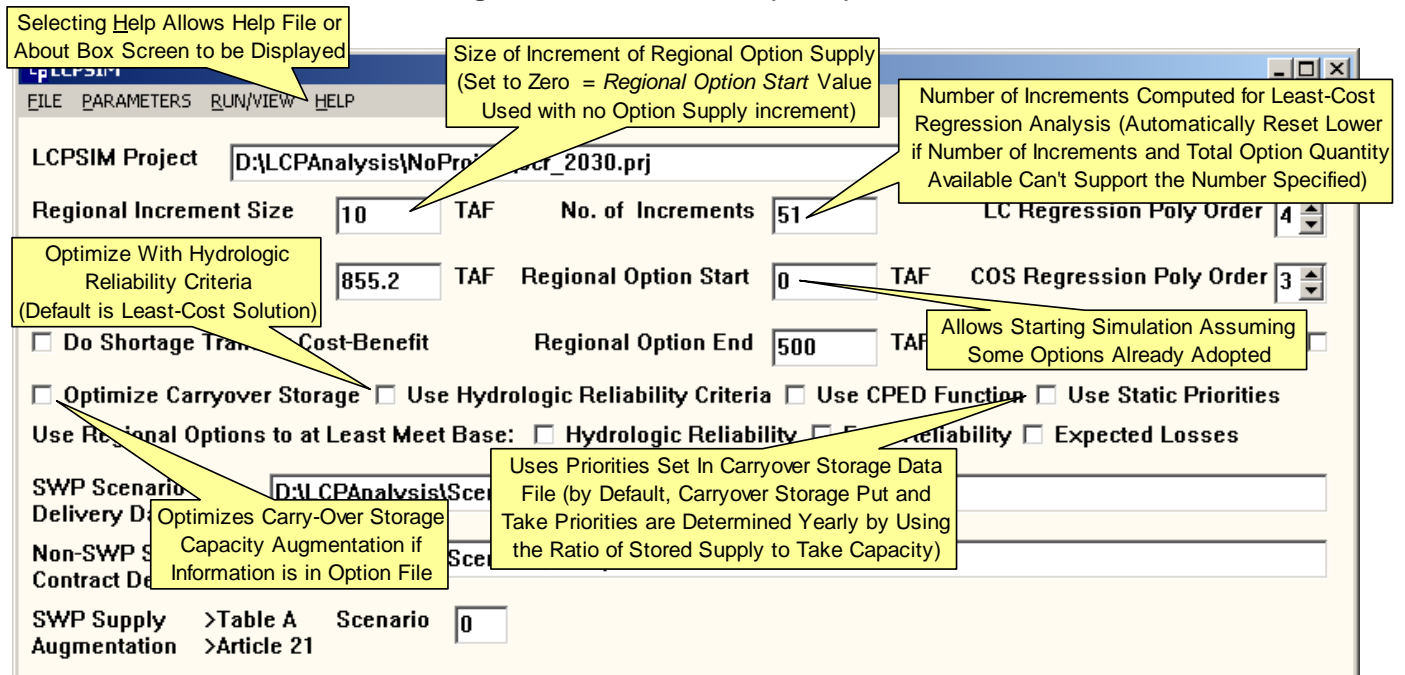 Selecting Help Allows Help File or
About Box Screen to be Displayed
Size of Increment of Regional Option Supply
(Set to Zero = Regional Option Start Value
Used with no Option Supply increment)
Number of Increments Computed for Least-Cost
Regression Analysis (Automatically Reset Lower
if Number of Increments and Total Option Quantity
Available Can't Support the Number Specified)
LCPSIM
FILE PARAMETERS RUN/VIEW HELP
LCPSIM Project D:\LCPAnalysis\NoProj scr_2030.prj
Regional Increment Size 10 TAF No. of Increments 51 LC Regression Poly Order 4
Optimize With Hydrologic
Reliability Criteria
(Default is Least-Cost Solution)
855.2 TAF Regional Option Start 0 TAF COS Regression Poly Order 3
Allows Starting Simulation Assuming
Some Options Already Adopted
Do Shortage Cost-Benefit Regional Option End 500 TAF
Optimize Carryover Storage Use Hydrologic Reliability Criteria Use CPED Function Use Static Priorities
Use Regional Options to at Least Meet Base: Hydrologic Reliability Reliability Expected Losses
Uses Priorities Set In Carryover Storage Data
File (by Default, Carryover Storage Put and
Take Priorities are Determined Yearly by Using
the Ratio of Stored Supply to Take Capacity)
SWP Scenario D:\LCPAnalysis\Scen
Delivery
Optimizes Carry-Over Storage
Capacity Augmentation if
Information is in Option File
Non-SWP Scen
Contract
SWP Supply >Table A Scenario 0
Augmentation >Article 21